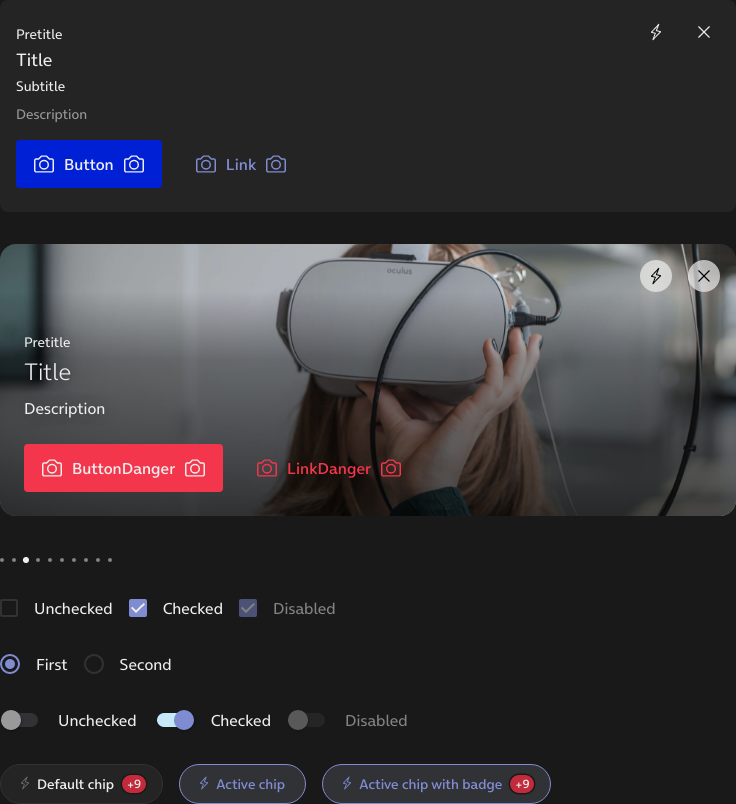 Pretitle
Title
Subtitle
Description
Button Link
oculus
Pretitle
Title
Description
ButtonDanger LinkDanger
Unchecked Checked Disabled
First Second
Unchecked Checked Disabled
Default chip +9 Active chip Active chip with badge +9